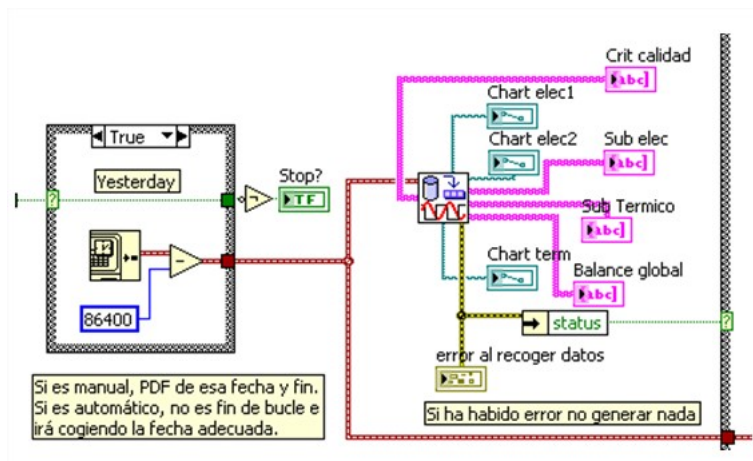 Crit calidad
abc
Chart elec1
True
Chart elec2
Sub elec
abc
Yesterday
Stop?
TF
Sub Termico
abc
Chart term
Balance global
abc
86400
status
error al recoger datos
Si es manual, PDF de esa fecha y fin.
Si es automático, no es fin de bucle e
irá cogiendo la fecha adecuada.
Si ha habido error no generar nada